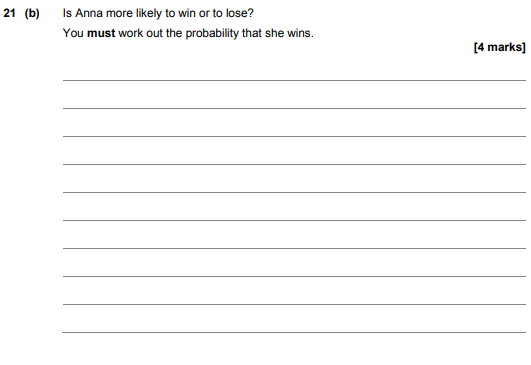 21 (b) Is Anna more likely to win or to lose?
You must work out the probability that she wins.
[4 marks]